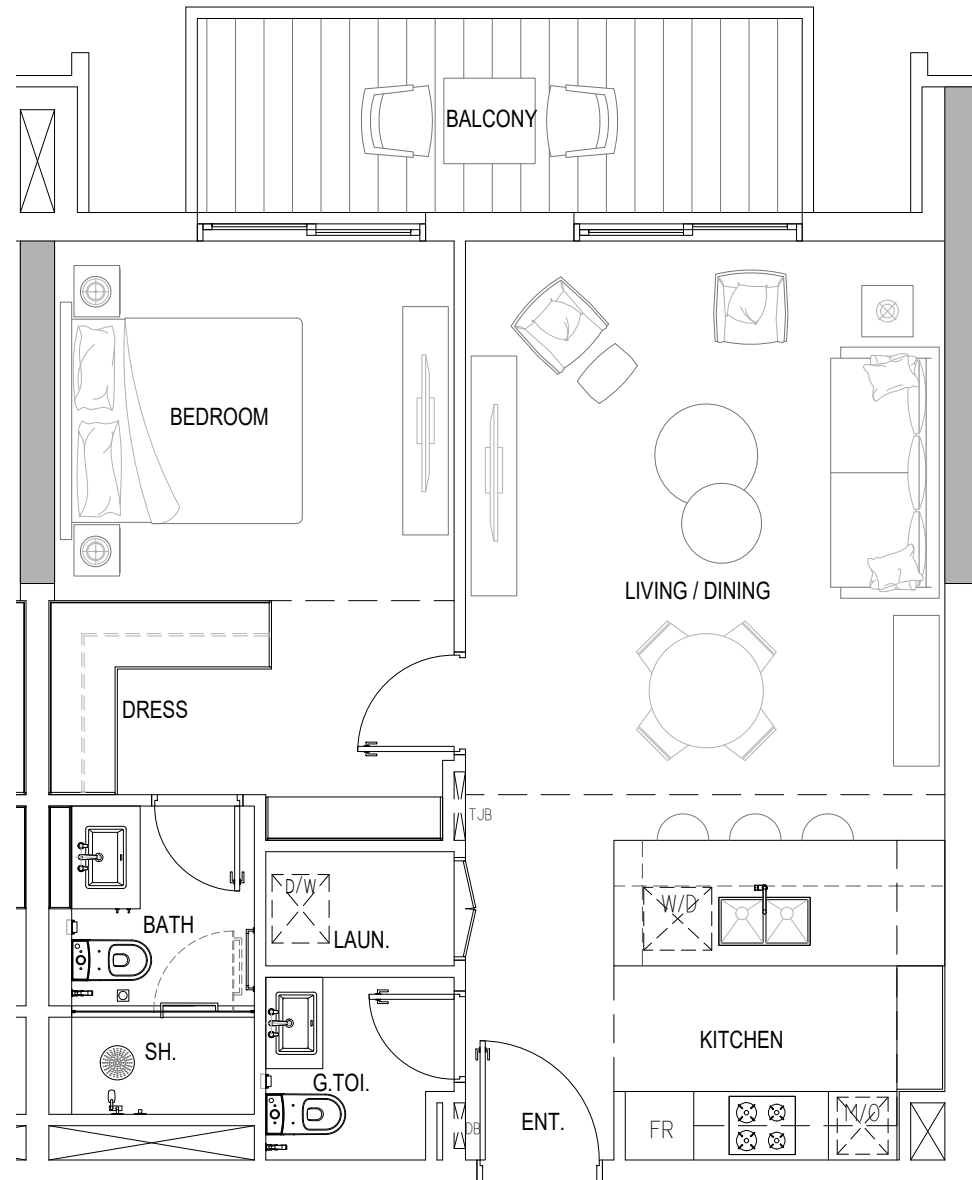 BALCONY
BEDROOM
LIVING / DINING
DRESS
TJB
D/W
W/D
BATH
LAUN.
KITCHEN
SH.
G.TOI.
ENT.
DB
FR
M/O